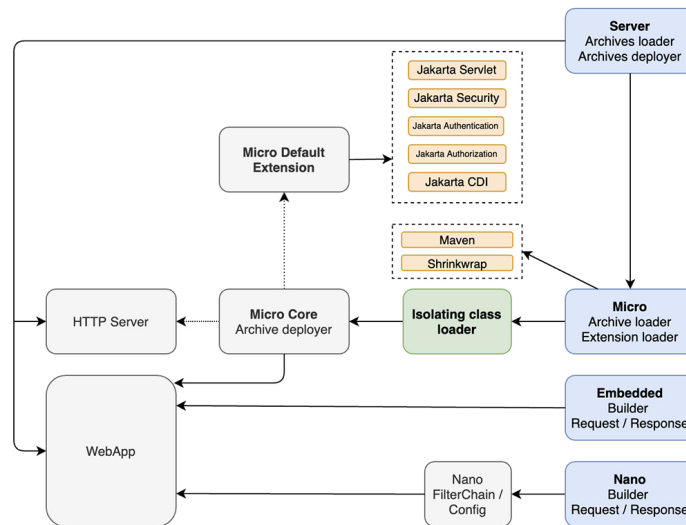 Server
Archives loader
Archives deployer
Jakarta Servlet
Jakarta Security
Jakarta Authentication
Jakarta Authorization
Jakarta CDI
Micro Default
Extension
Maven
Shrinkwrap
HTTP Server
Micro Core
Archive deployer
Isolating class
loader
Micro
Archive loader
Extension loader
WebApp
Embedded
Builder
Request / Response
Nano
FilterChain /
Config
Nano
Builder
Request / Response